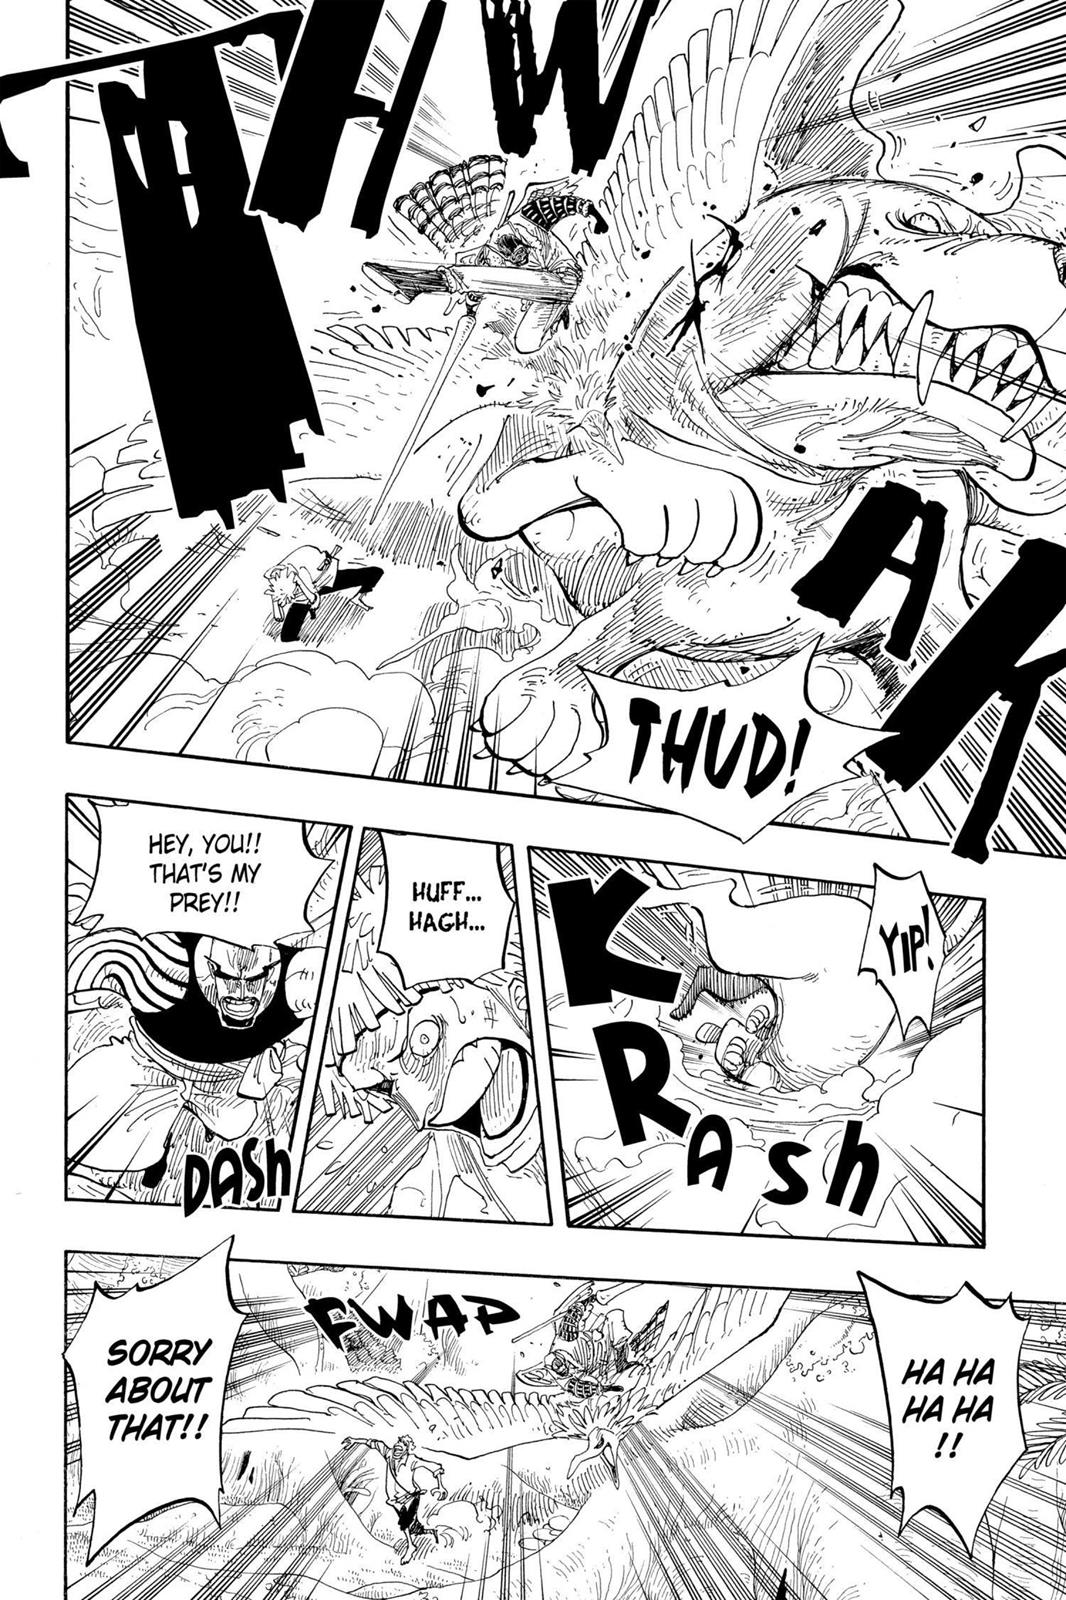 THWAK
THUD!
YIP!
KRAsh
HUFF...
HAGH...
HEY, YOU!!
THAT'S MY
PREY!!
DASH
HA HA
HA HA
!!
FWAP
SORRY
ABOUT
THAT!!